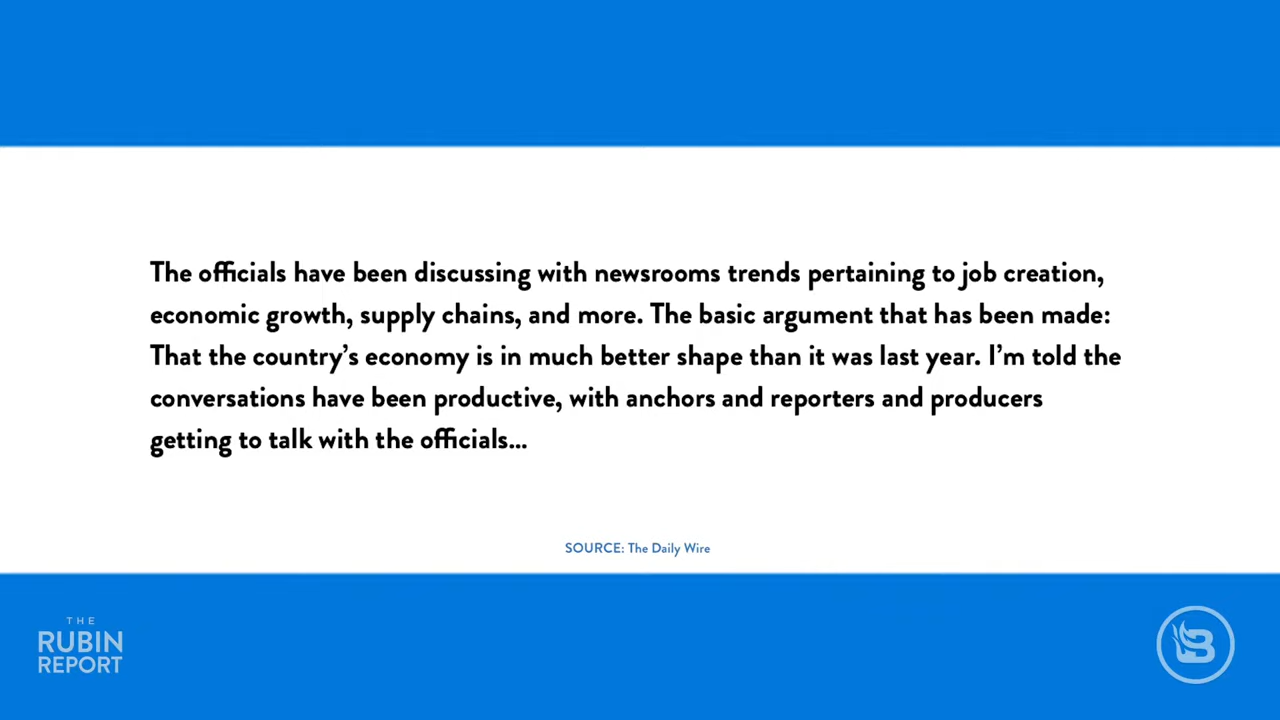 The officials have been discussing with newsrooms trends pertaining to job creation,
economic growth, supply chains, and more. The basic argument that has been made:
That the country’s economy is in much better shape than it was last year. I’m told the
conversations have been productive, with anchors and reporters and producers
getting to talk with the officials...
SOURCE: The Daily Wire
THE
RUBIN
REPORT
B